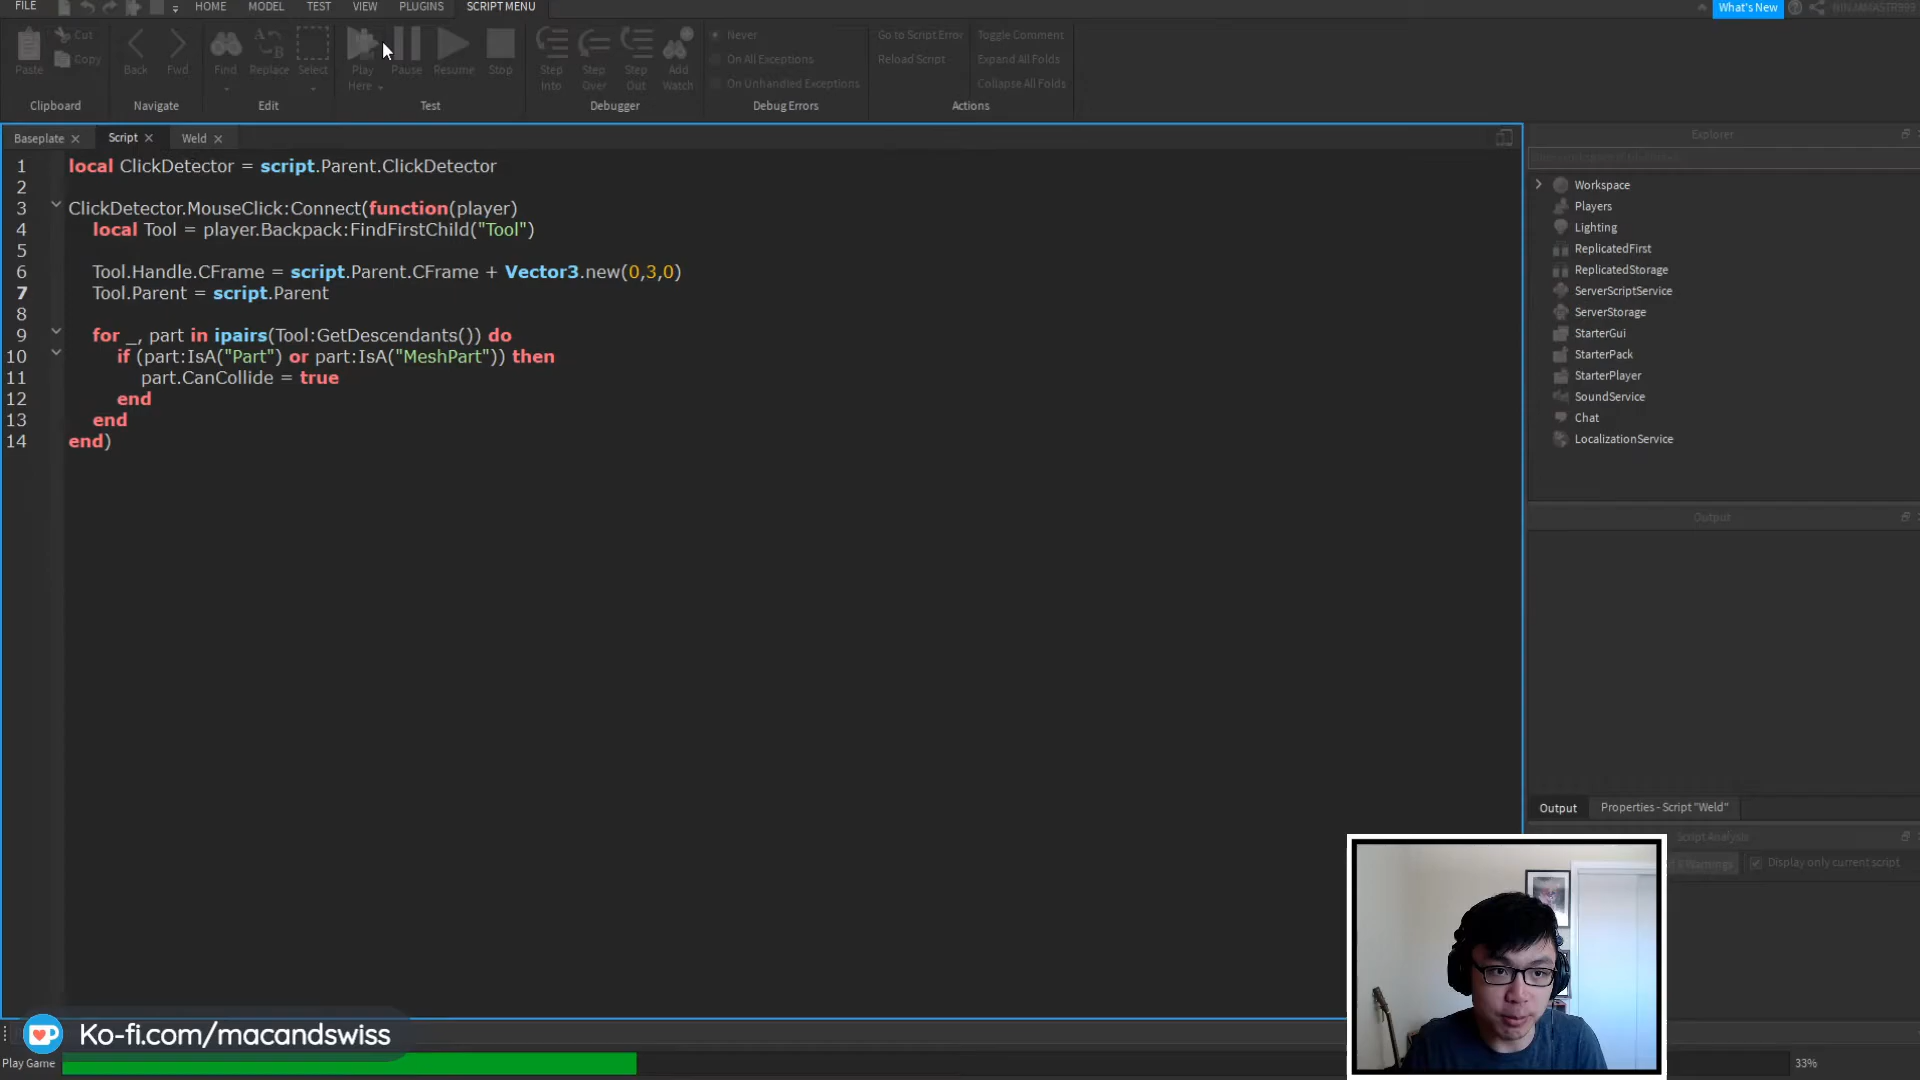 FILE HOME MODEL TEST VIEW PLUGINS SCRIPT MENU What's New
Paste Cut Copy Back Fwd Find Replace Select Play Here Pause Resume Stop Step Into Step Over Step Out Add Watch Never On All Exceptions On Unhandled Exceptions Go to Script Error Reload Script Toggle Comment Expand All Folds Collapse All Folds
Clipboard Navigate Edit Test Debugger Debug Errors Actions
Baseplate Script Weld
1 local ClickDetector = script.Parent.ClickDetector
2
3 ClickDetector.MouseClick:Connect(function(player)
4 local Tool = player.Backpack:FindFirstChild("Tool")
5
6 Tool.Handle.CFrame = script.Parent.CFrame + Vector3.new(0,3,0)
7 Tool.Parent = script.Parent
8
9 for _, part in ipairs(Tool:GetDescendants()) do
10 if (part:IsA("Part") or part:IsA("MeshPart")) then
11 part.CanCollide = true
12 end
13 end
14 end)
Explorer
Workspace
Players
Lighting
ReplicatedFirst
ReplicatedStorage
ServerScriptService
ServerStorage
StarterGui
StarterPack
StarterPlayer
SoundService
Chat
LocalizationService
Output
Output Properties - Script "Weld"
Script Analysis
Warnings Display only current script
Ko-fi.com/macandswiss
Play Game 33%